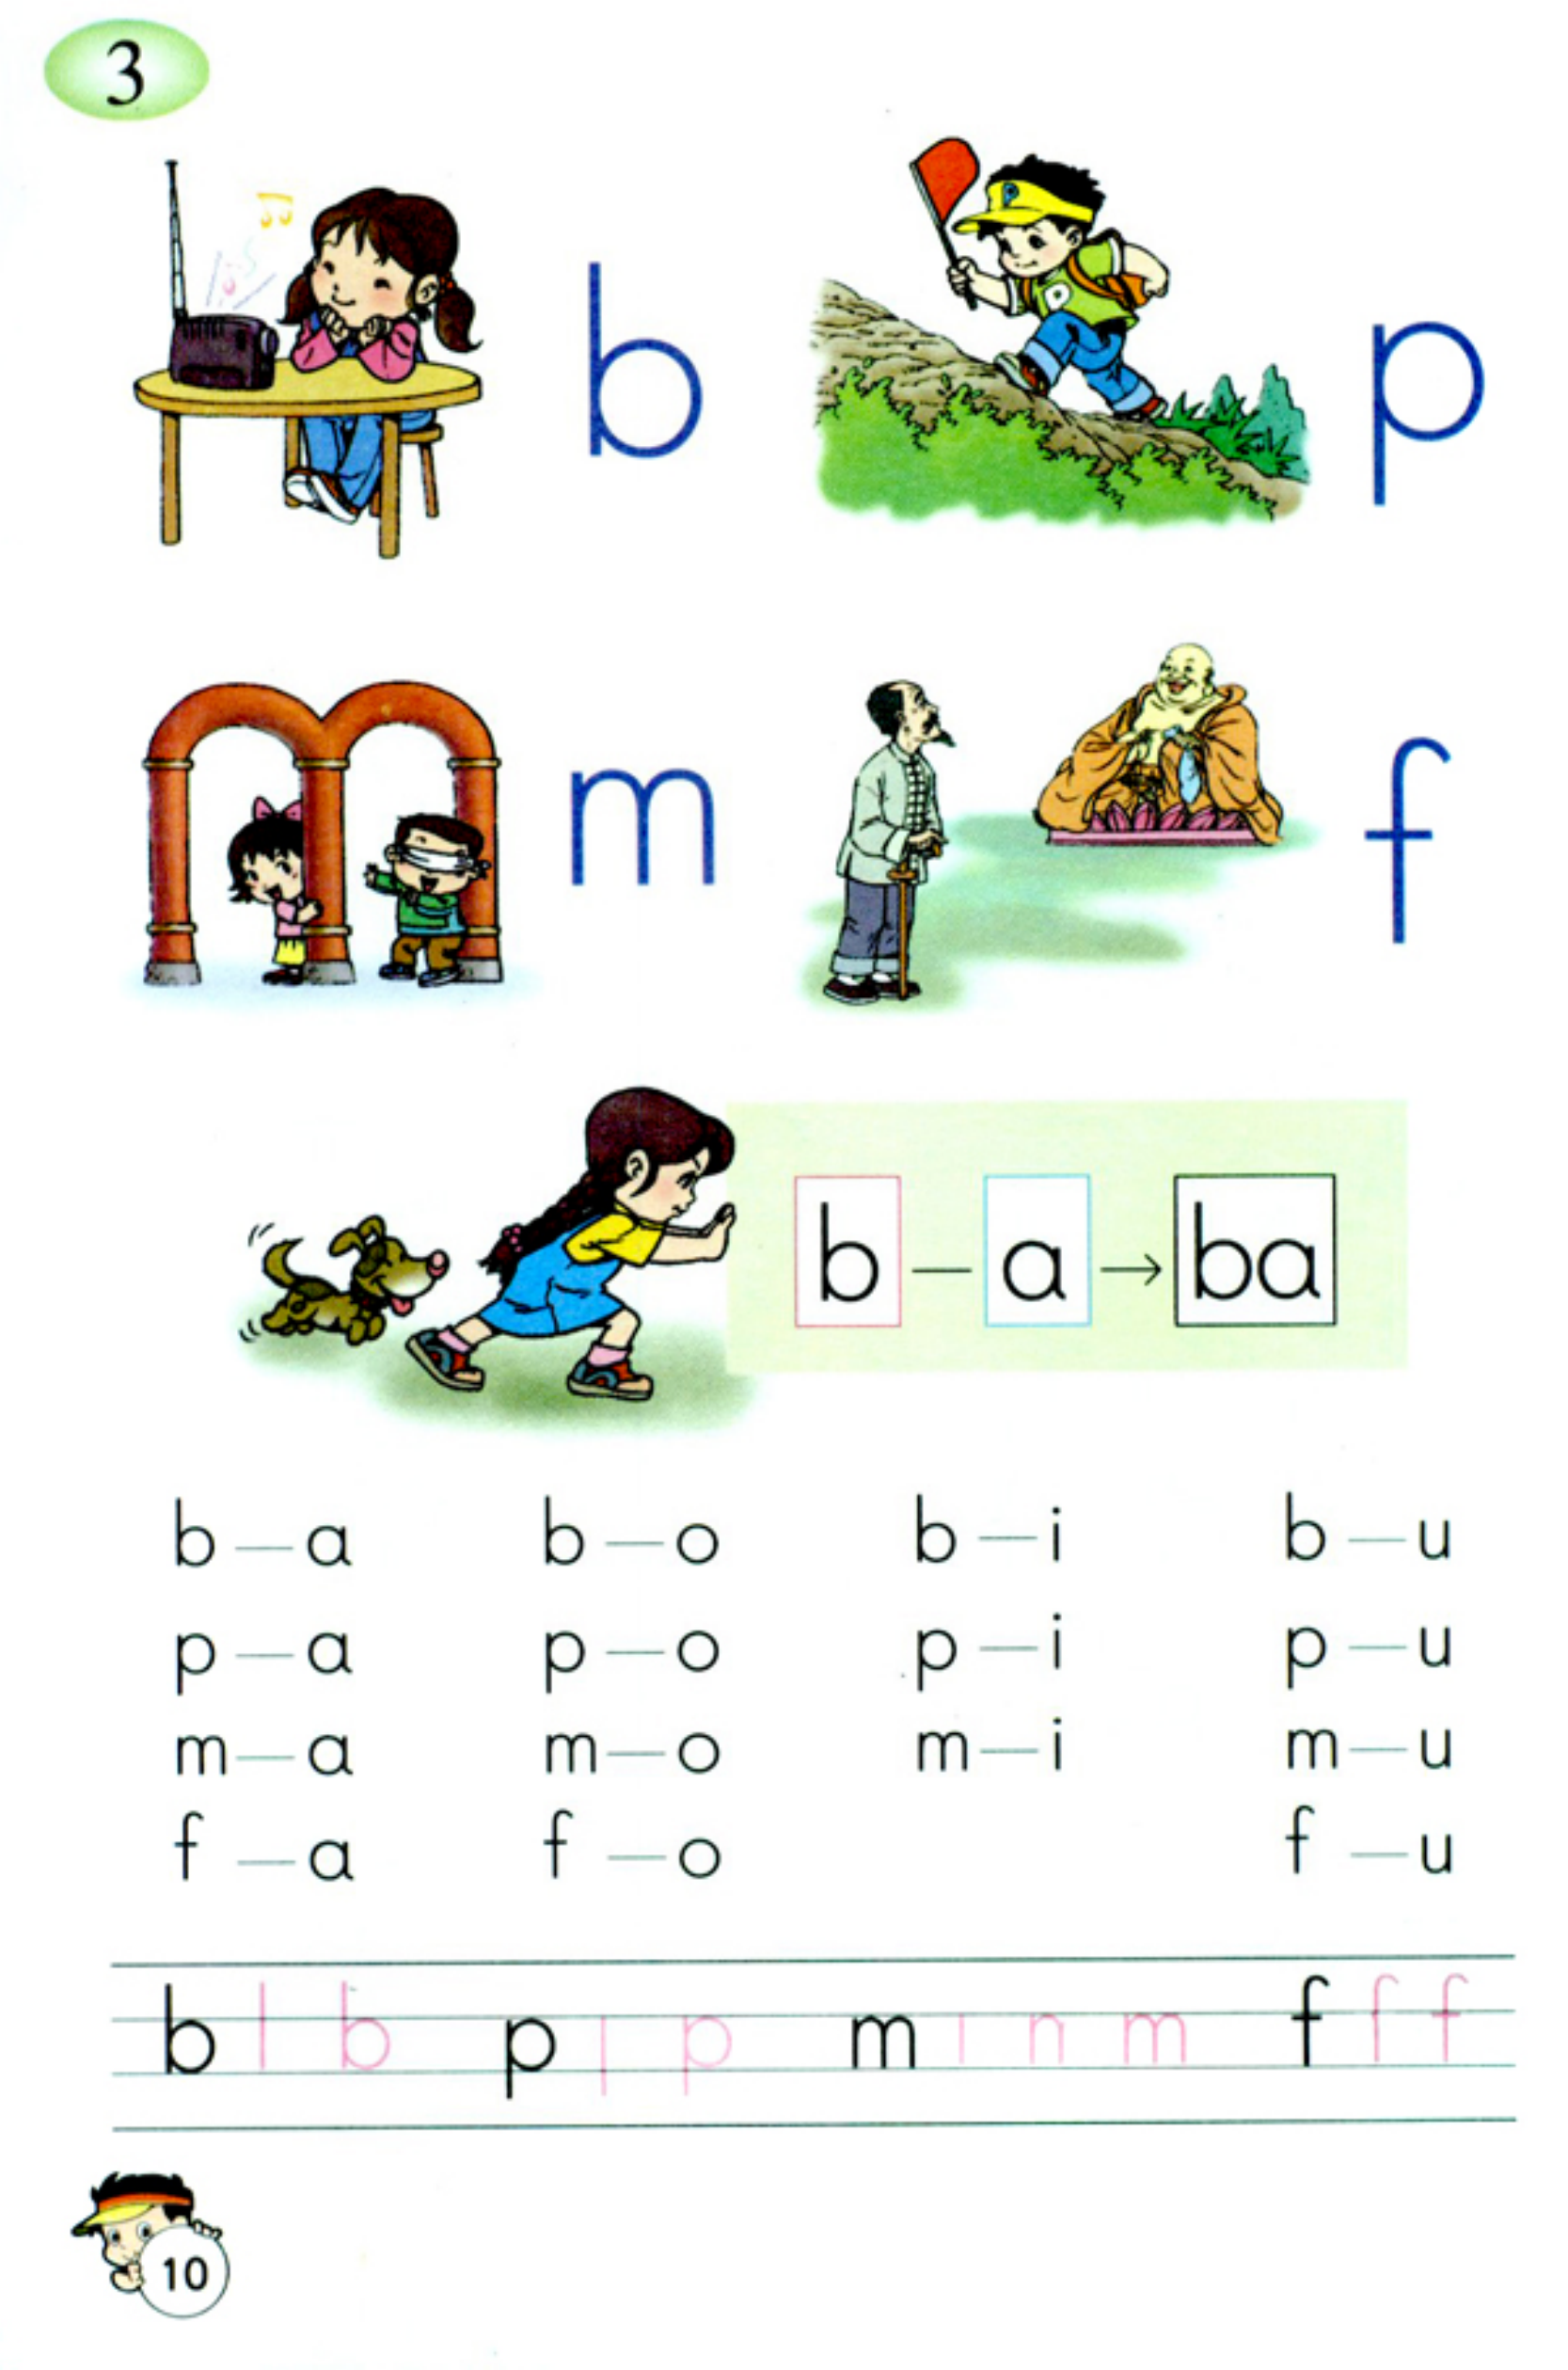 3
b p
m f
b — a → ba
b — a b — o b — i b — u
p — a p — o p — i p — u
m — a m — o m — i m — u
f — a f — o f — u
b l b p l p m ı n m f ſ f
10